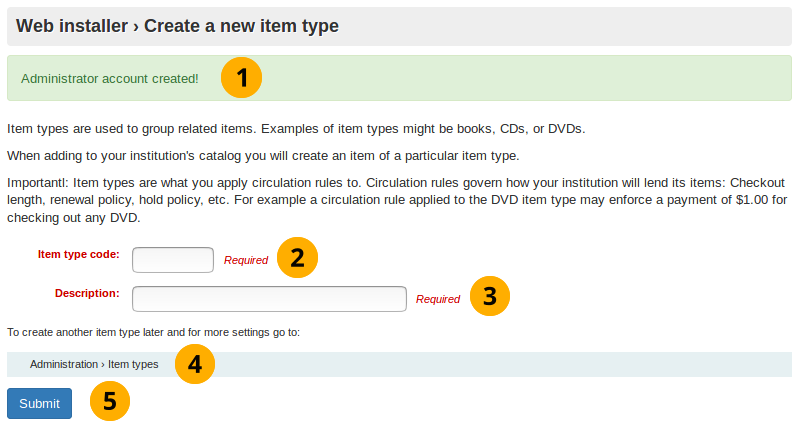 Web installer › Create a new item type
Administrator account created! 1
Item types are used to group related items. Examples of item types might be books, CDs, or DVDs.
When adding to your institution's catalog you will create an item of a particular item type.
Importantl: Item types are what you apply circulation rules to. Circulation rules govern how your institution will lend its items: Checkout
length, renewal policy, hold policy, etc. For example a circulation rule applied to the DVD item type may enforce a payment of $1.00 for
checking out any DVD.
Item type code: Required 2
Description: Required 3
To create another item type later and for more settings go to:
Administration › Item types 4
Submit 5